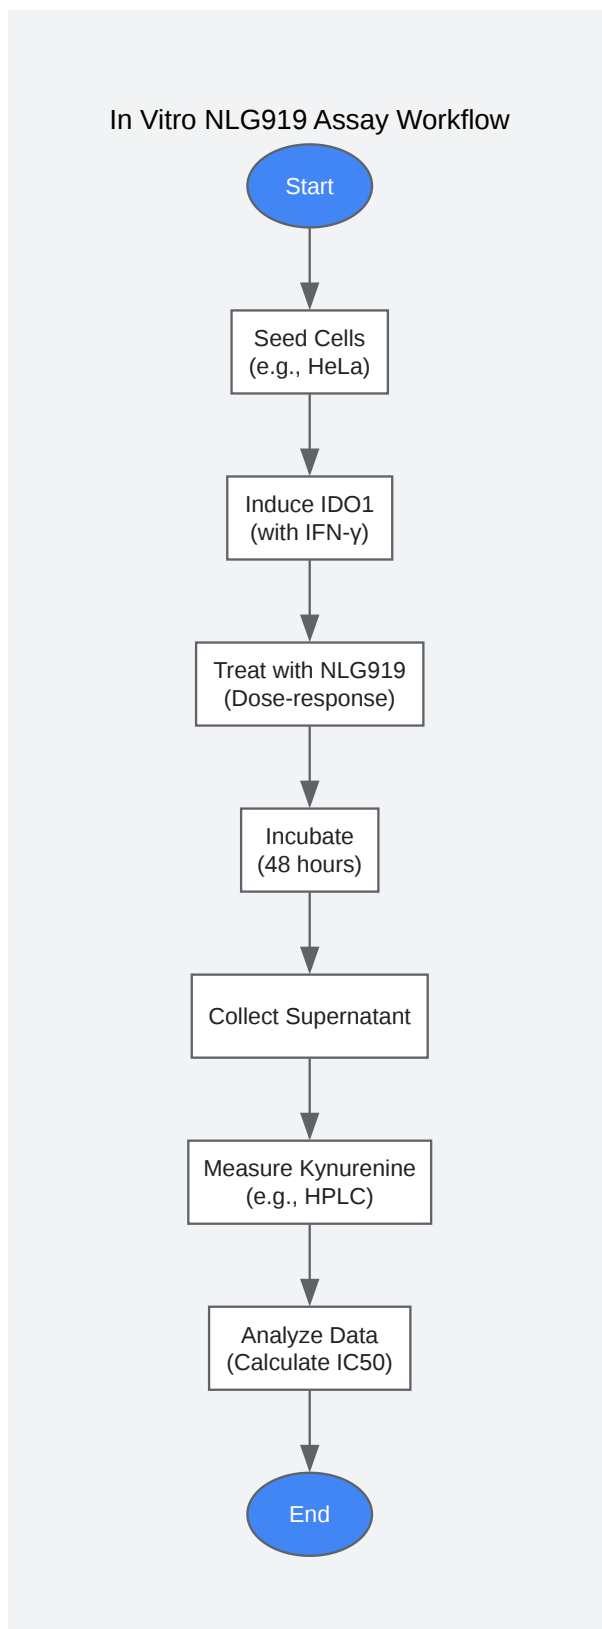 In Vitro NLG919 Assay Workflow
Start
Seed Cells
(e.g., HeLa)
Induce IDO1
(with IFN-γ)
Treat with NLG919
(Dose-response)
Incubate
(48 hours)
Collect Supernatant
Measure Kynurenine
(e.g., HPLC)
Analyze Data
(Calculate IC50)
End